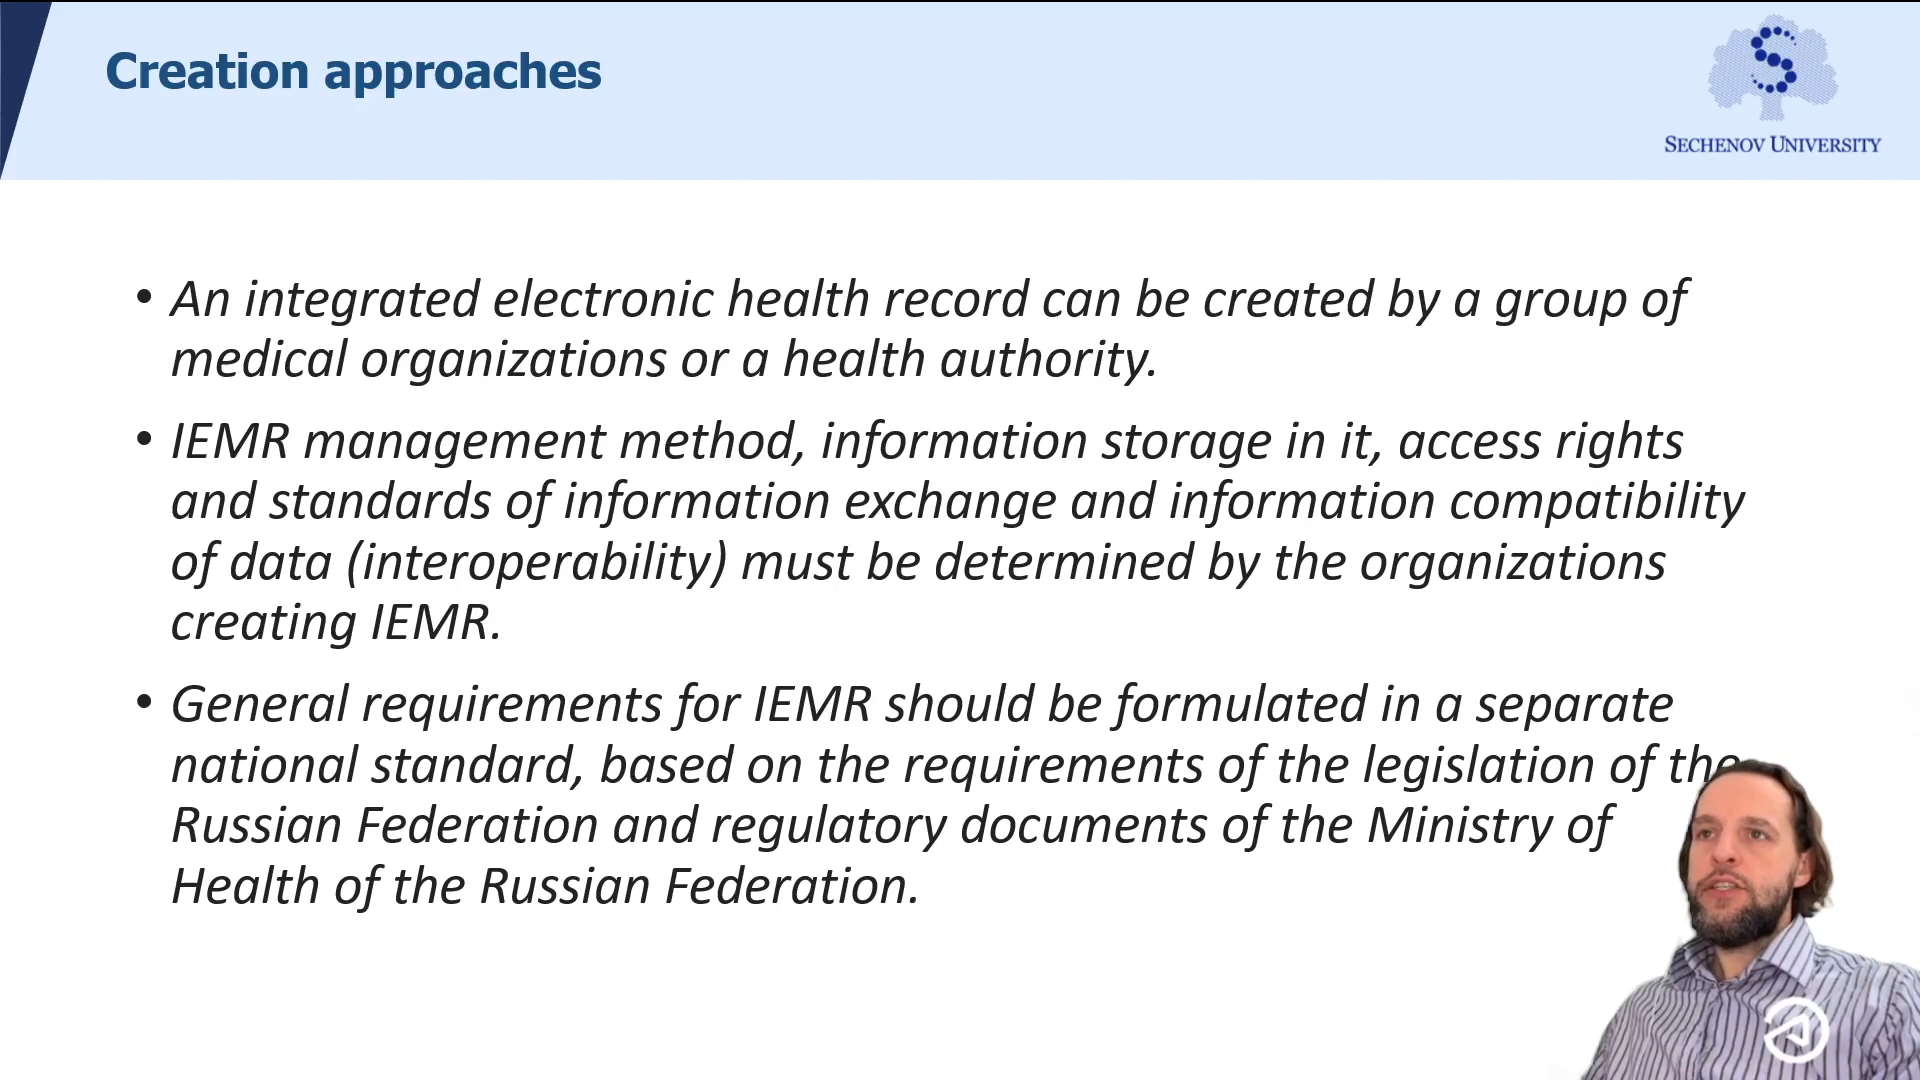 Creation approaches
SECHENOV UNIVERSITY
• An integrated electronic health record can be created by a group of
medical organizations or a health authority.
• IEMR management method, information storage in it, access rights
and standards of information exchange and information compatibility
of data (interoperability) must be determined by the organizations
creating IEMR.
• General requirements for IEMR should be formulated in a separate
national standard, based on the requirements of the legislation of the
Russian Federation and regulatory documents of the Ministry of
Health of the Russian Federation.